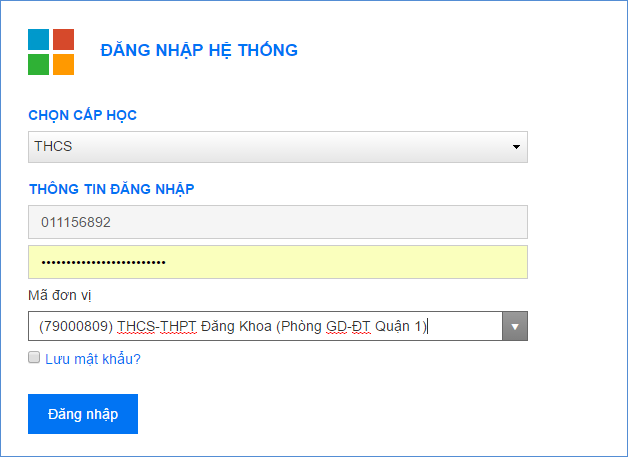 ĐĂNG NHẬP HỆ THỐNG
CHỌN CẤP HỌC
THCS
THÔNG TIN ĐĂNG NHẬP
011156892
•••••••••••••••••••••••••
Mã đơn vị
(79000809) THCS-THPT Đăng Khoa (Phòng GD-ĐT Quận 1)
Lưu mật khẩu?
Đăng nhập